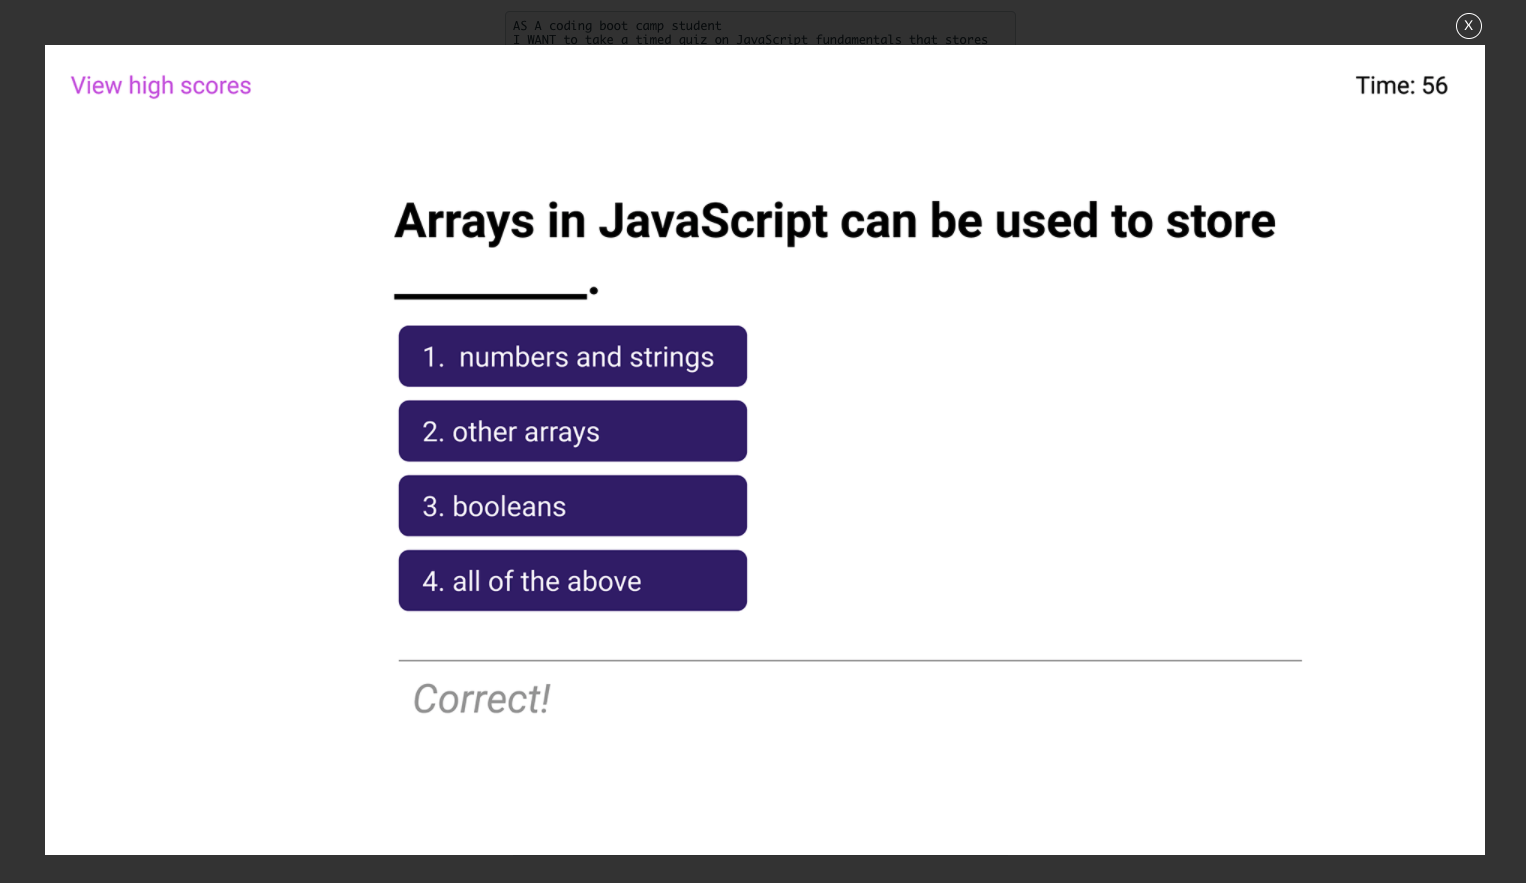 AS A coding boot camp student
I WANT to take a timed quiz on JavaScript fundamentals that stores
X
View high scores
Time: 56
Arrays in JavaScript can be used to store
________.
1. numbers and strings
2. other arrays
3. booleans
4. all of the above
Correct!